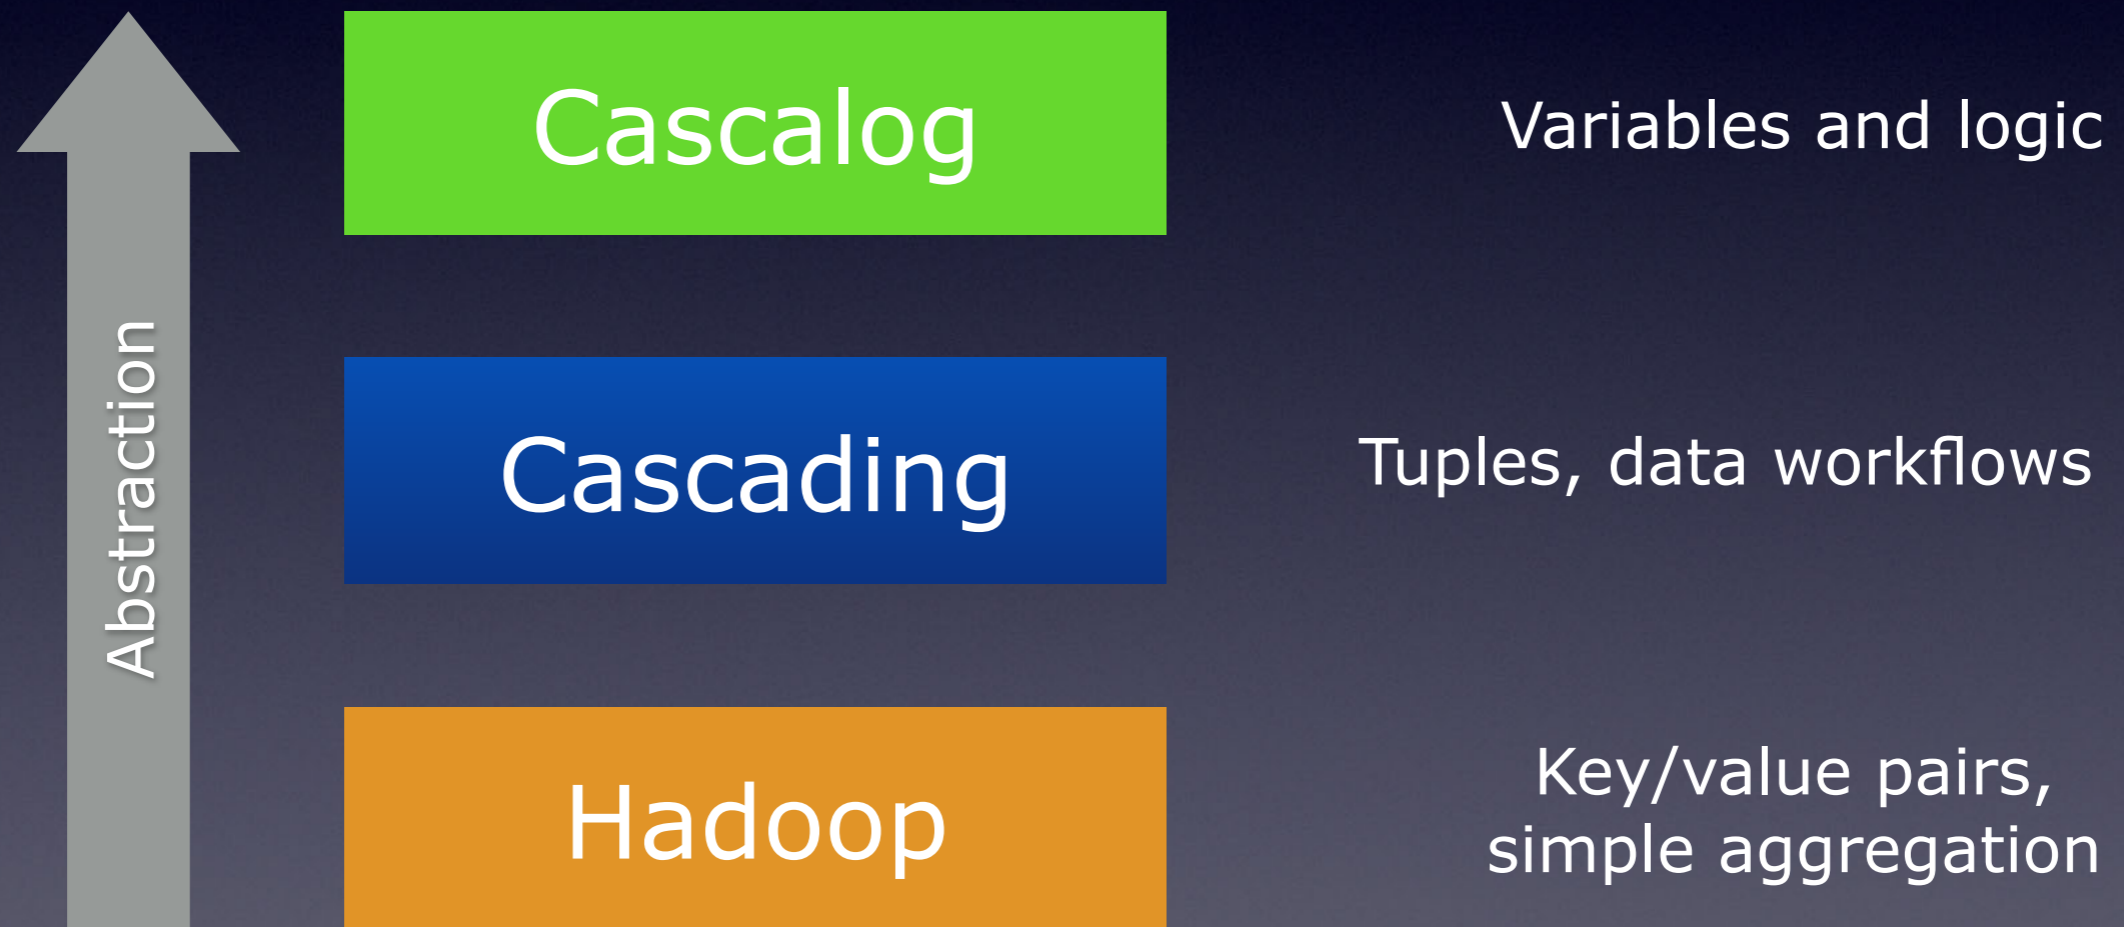 Abstraction
Cascalog
Variables and logic
Cascading
Tuples, data workflows
Hadoop
Key/value pairs,
simple aggregation